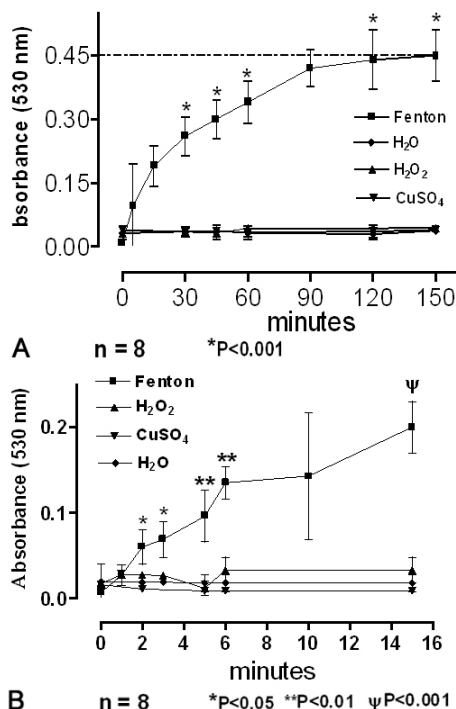 bsorbance (530 nm)
0.45
0.30
0.15
0.00
* * * * *
Fenton
H₂O
H₂O₂
CuSO₄
0 30 60 90 120 150
minutes
A n = 8 *P<0.001
Absorbance (530 nm)
0.2
0.1
0.0
Fenton
H₂O₂
CuSO₄
H₂O
* * ** ** ψ
0 2 4 6 8 10 12 14 16
minutes
B n = 8 *P<0.05 **P<0.01 ψP<0.001